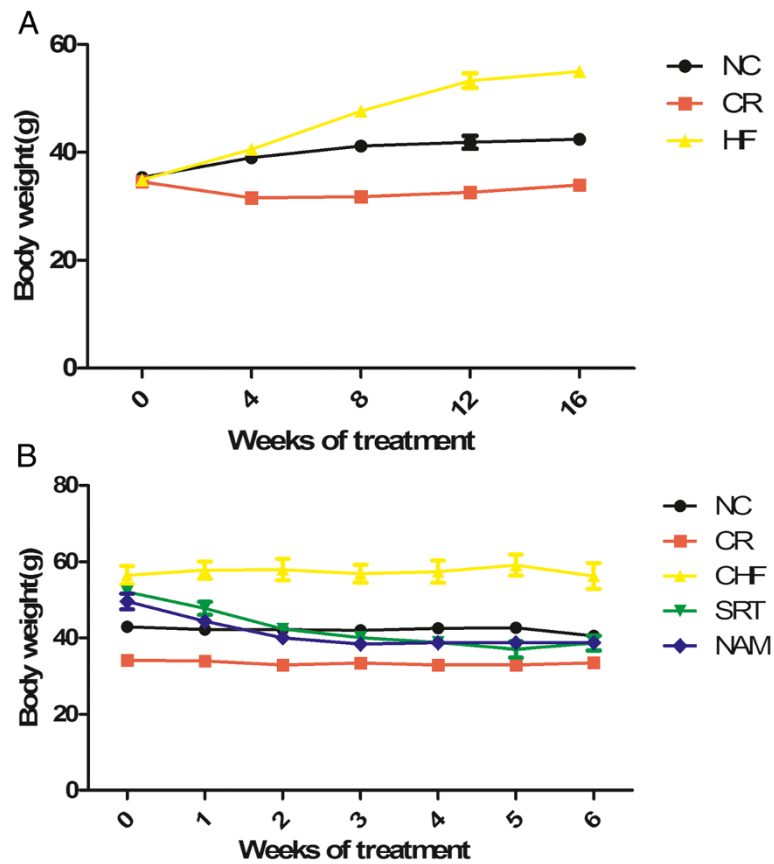 A
Body weight(g)
60
40
20
0
0 4 8 12 16
Weeks of treatment
NC
CR
HF
B
Body weight(g)
80
60
40
20
0
0 1 2 3 4 5 6
Weeks of treatment
NC
CR
CHF
SRT
NAM